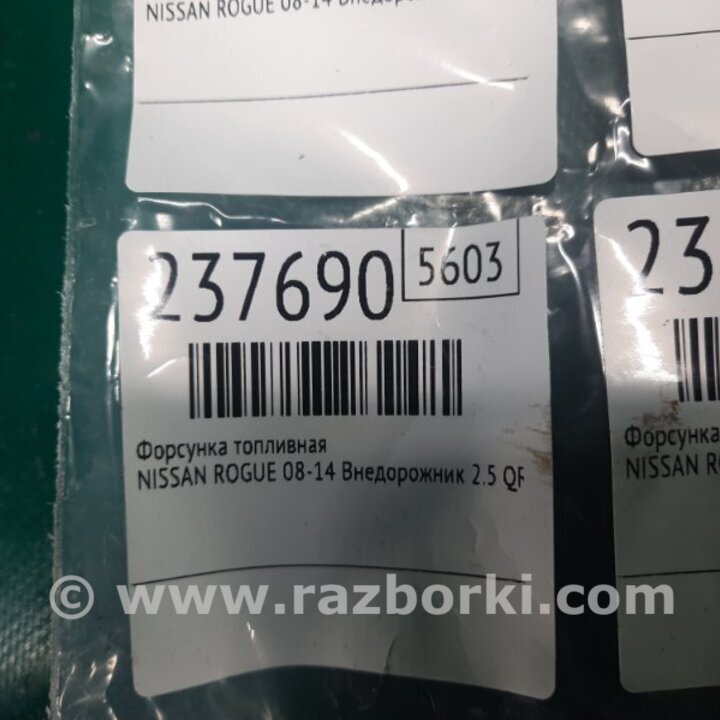 NISSAN ROGUE 08-14
237690 5603
Форсунка топливная
NISSAN ROGUE 08-14 Внедорожник 2.5
23
Форсунка
NISSAN
© www.razborki.com